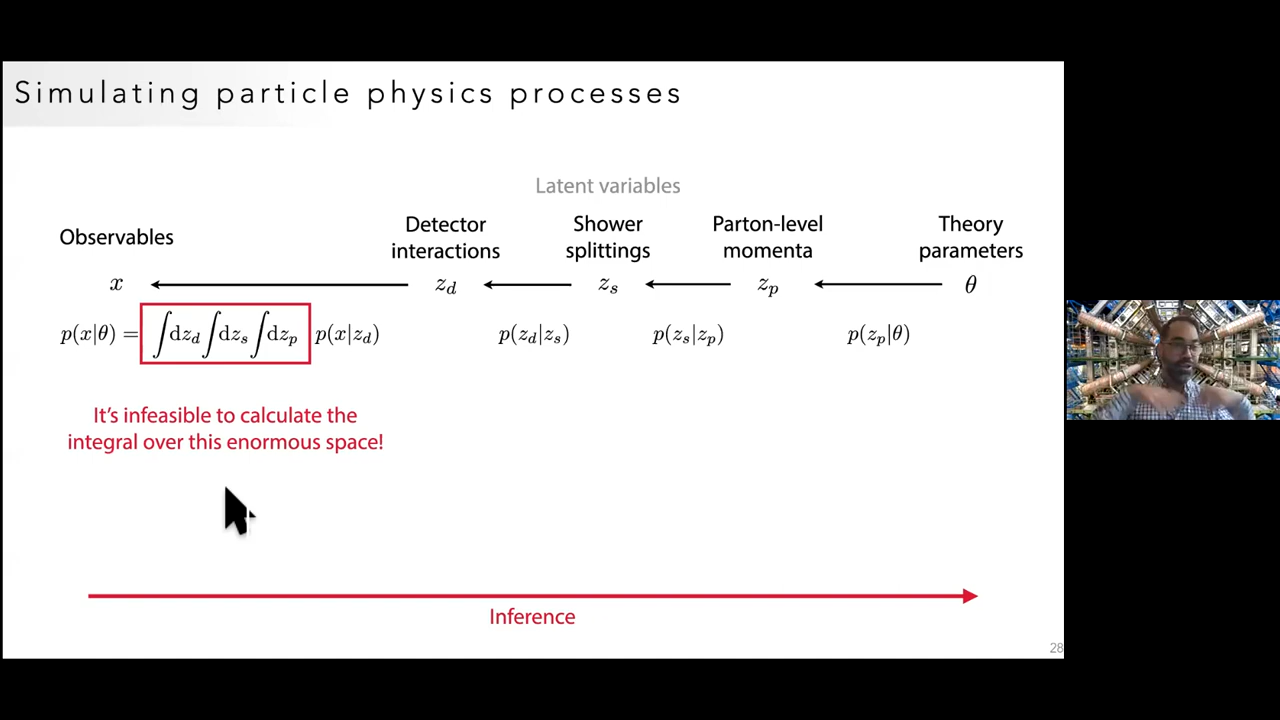 Simulating particle physics processes
Latent variables
Observables
Detector
interactions
Shower
splittings
Parton-level
momenta
Theory
parameters
x ← z_d ← z_s ← z_p ← θ
p(x|θ) = ∫dz_d ∫dz_s ∫dz_p p(x|z_d) p(z_d|z_s) p(z_s|z_p) p(z_p|θ)
It's infeasible to calculate the
integral over this enormous space!
Inference
28